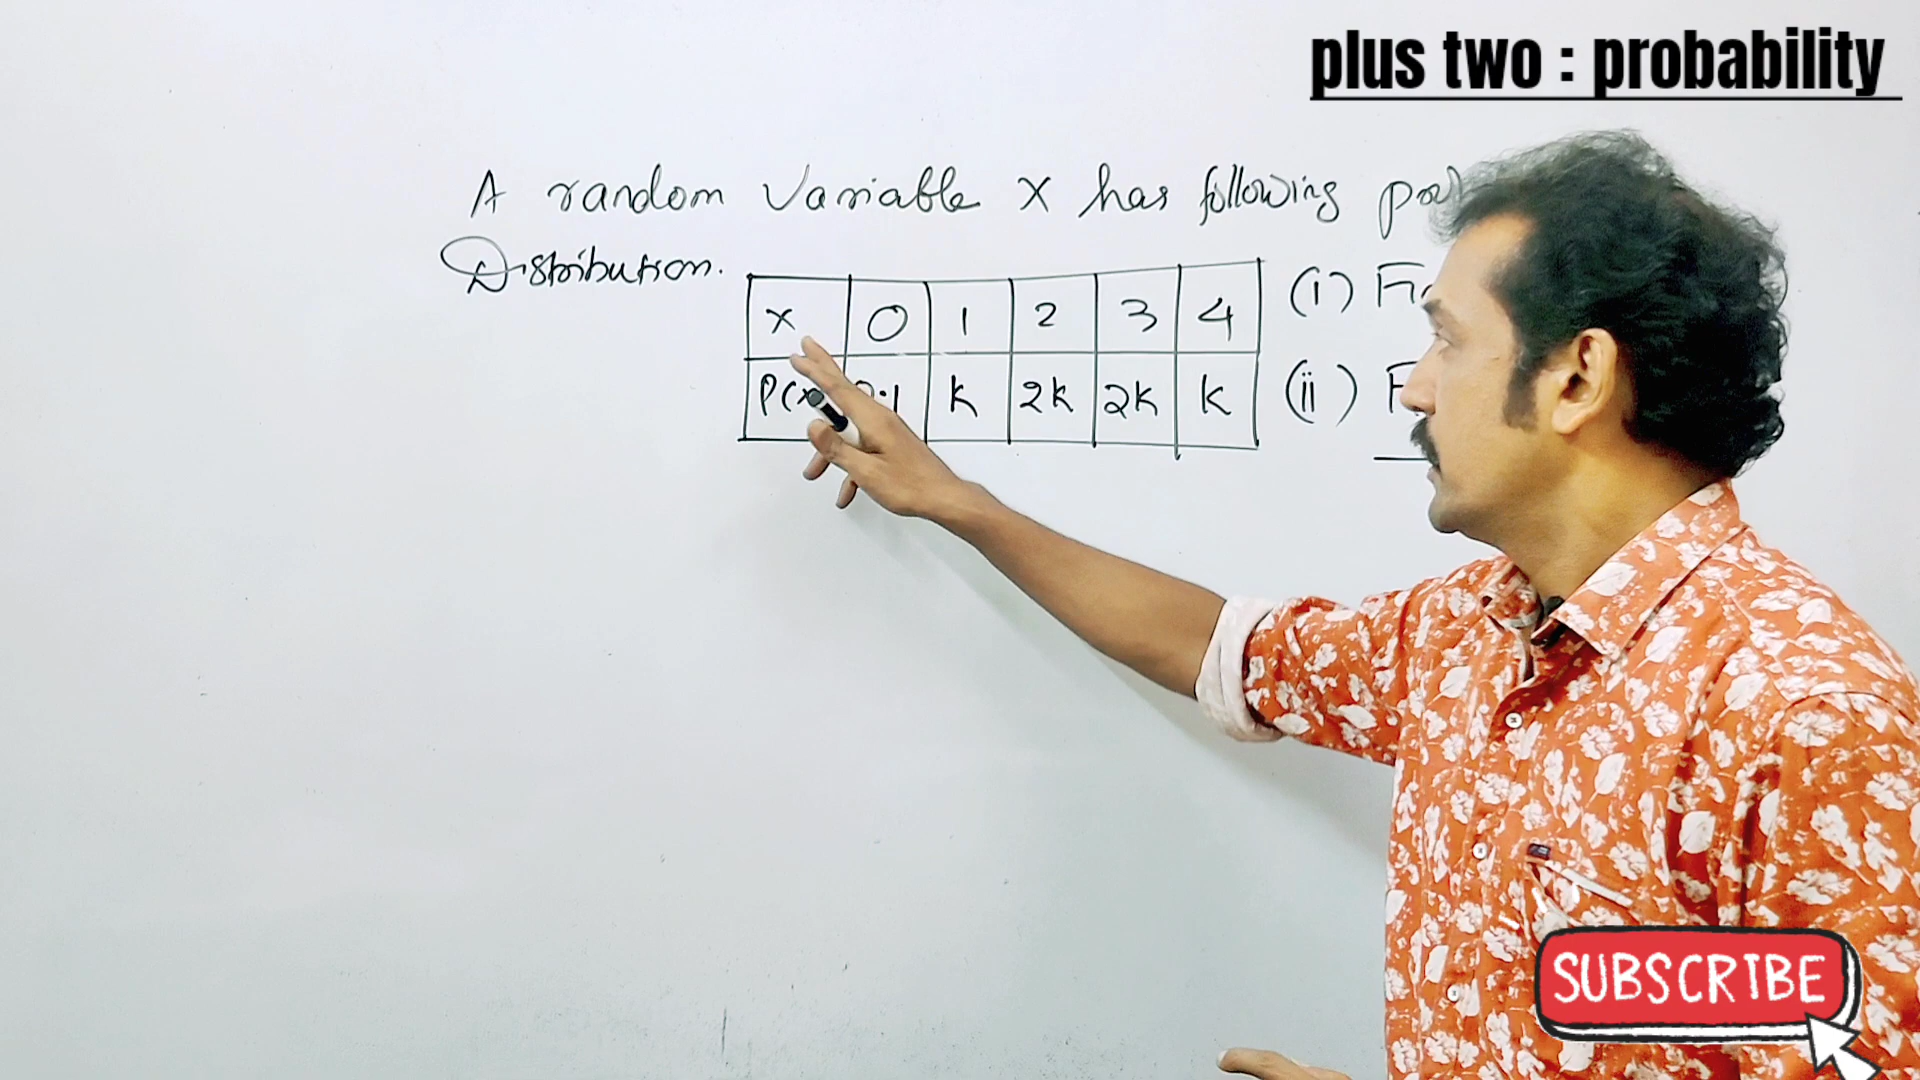 plus two : probability
A random variable X has following
Distribution.
x 0 1 2 3 4
P(x k 2k 2k k
(i)
(ii)
SUBSCRIBE